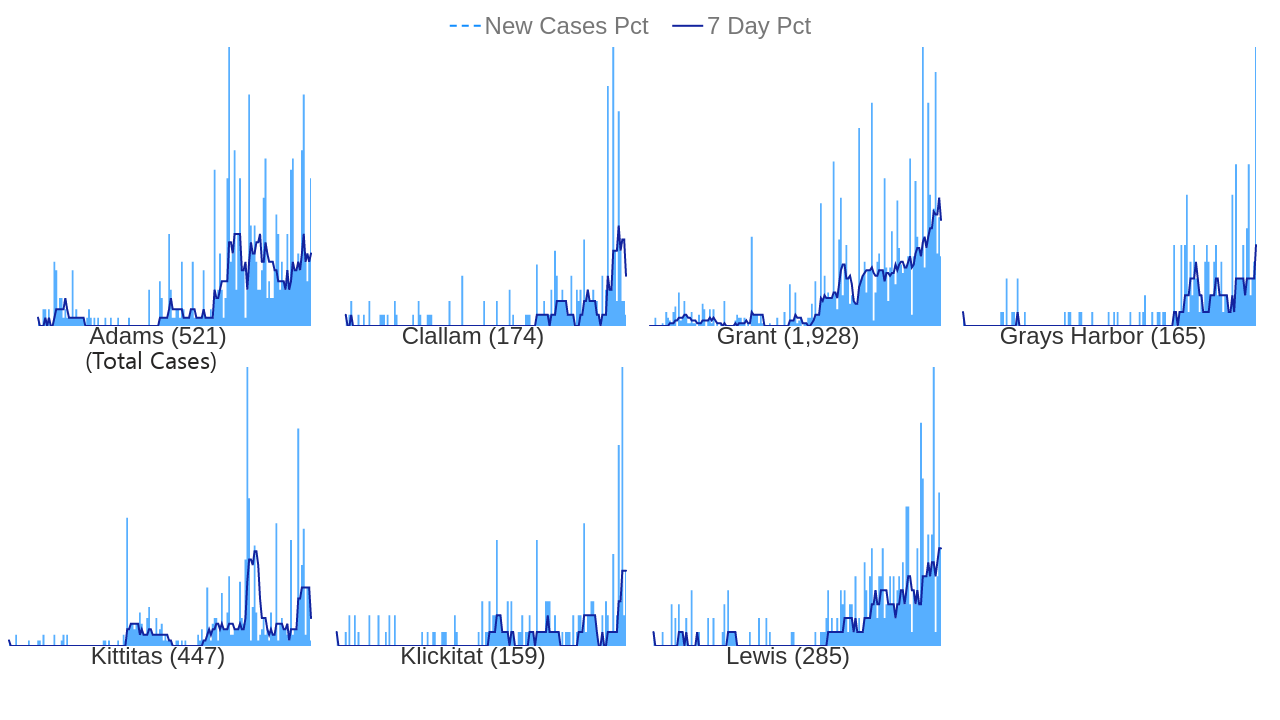 New Cases Pct 7 Day Pct
Adams (521) Clallam (174) Grant (1,928) Grays Harbor (165)
(Total Cases)
Kittitas (447) Klickitat (159) Lewis (285)